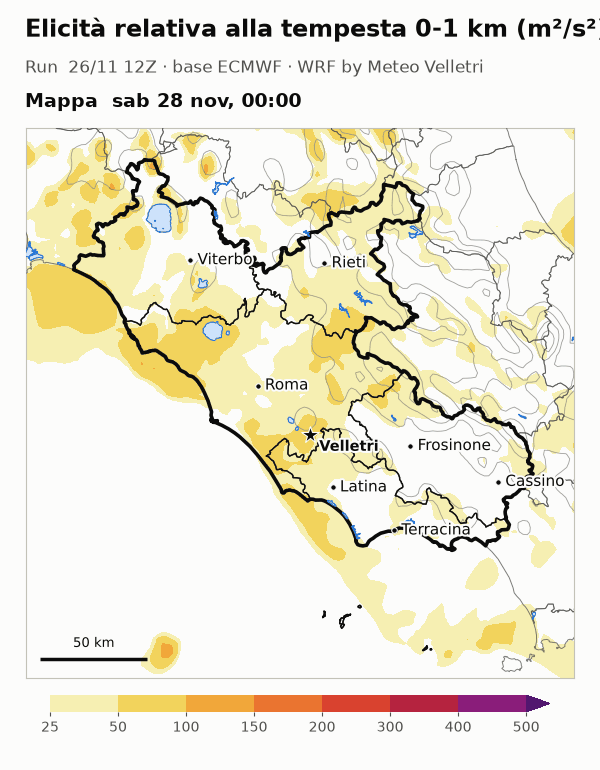 Elicità relativa alla tempesta 0-1 km (m²/s²)
Run 26/11 12Z · base ECMWF · WRF by Meteo Velletri
Mappa sab 28 nov, 00:00
Viterbo
Rieti
Roma
Velletri
Frosinone
Cassino
Latina
Terracina
50 km
25 50 100 150 200 300 400 500